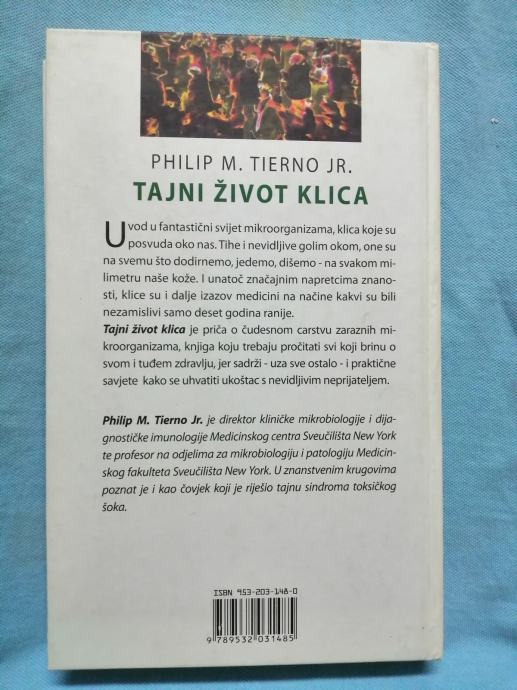 PHILIP M. TIERNO JR.
TAJNI ŽIVOT KLICA
Uvod u fantastični svijet mikroorganizama, klica koje su
posvuda oko nas. Tihe i nevidljive golim okom, one su
na svemu što dodirnemo, jedemo, dišemo - na svakom mi-
limetru naše kože. I unatoč značajnim napretcima znano-
sti, klice su i dalje izazov medicini na načine kakvi su bili
nezamislivi samo deset godina ranije.
Tajni život klica je priča o čudesnom carstvu zaraznih mi-
kroorganizama, knjiga koju trebaju pročitati svi koji brinu o
svom i tuđem zdravlju, jer sadrži - uza sve ostalo - i praktične
savjete kako se uhvatiti ukoštac s nevidljivim neprijateljem.
Philip M. Tierno Jr. je direktor kliničke mikrobiologije i dija-
gnostičke imunologije Medicinskog centra Sveučilišta New York
te profesor na odjelima za mikrobiologiju i patologiju Medicin-
skog fakulteta Sveučilišta New York. U znanstvenim krugovima
poznat je i kao čovjek koji je riješio tajnu sindroma toksičkog
šoka.
ISBN 953-203-148-0
9 789532 031485